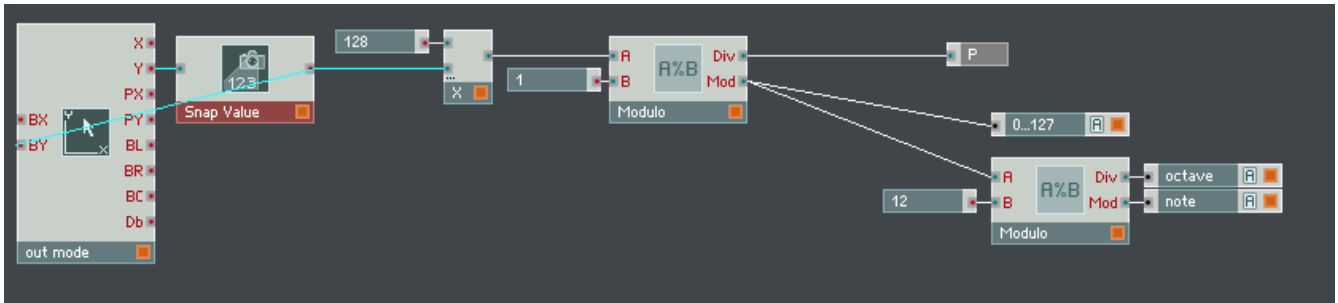 X
Y
PX
BX
PY
BY
BL
BR
BC
Db
Y
X
out mode
123
Snap Value
128
...
X
1
A
B
A%B
Div
Mod
Modulo
P
0...127
A
12
A
B
A%B
Div
Mod
Modulo
octave
A
note
A